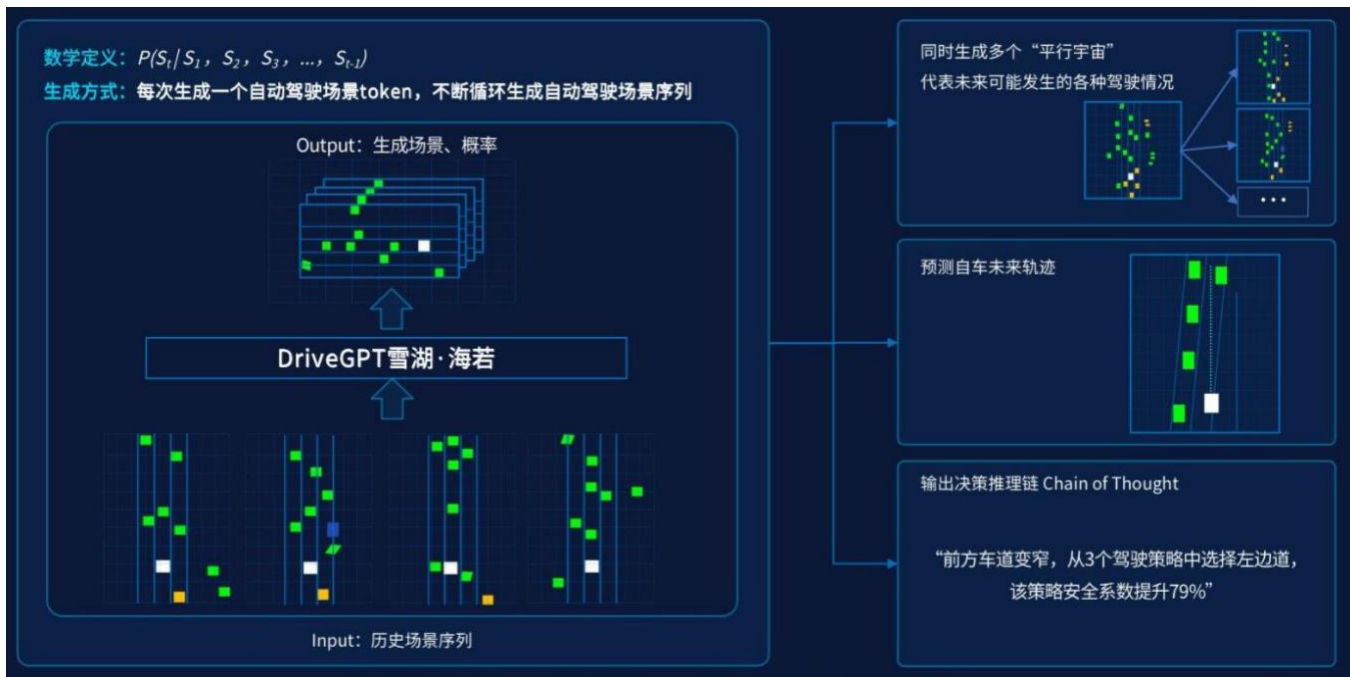 数学定义：P(St| S1，S2，S3，...，St-1)
生成方式：每次生成一个自动驾驶场景token，不断循环生成自动驾驶场景序列
Output：生成场景、概率
DriveGPT雪湖·海若
Input：历史场景序列
同时生成多个“平行宇宙”
代表未来可能发生的各种驾驶情况
•••
预测自车未来轨迹
输出决策推理链 Chain of Thought
“前方车道变窄，从3个驾驶策略中选择左边道，
该策略安全系数提升79%”